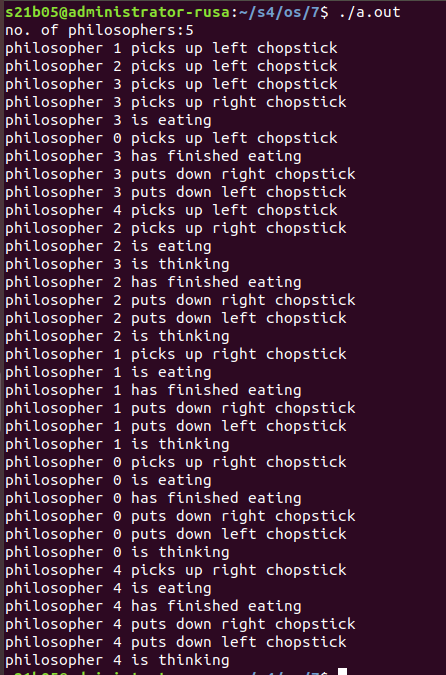 s21b05@administrator-rusa:~/s4/os/7$ ./a.out
no. of philosophers:5
philosopher 1 picks up left chopstick
philosopher 2 picks up left chopstick
philosopher 3 picks up left chopstick
philosopher 3 picks up right chopstick
philosopher 3 is eating
philosopher 0 picks up left chopstick
philosopher 3 has finished eating
philosopher 3 puts down right chopstick
philosopher 3 puts down left chopstick
philosopher 4 picks up left chopstick
philosopher 2 picks up right chopstick
philosopher 2 is eating
philosopher 3 is thinking
philosopher 2 has finished eating
philosopher 2 puts down right chopstick
philosopher 2 puts down left chopstick
philosopher 2 is thinking
philosopher 1 picks up right chopstick
philosopher 1 is eating
philosopher 1 has finished eating
philosopher 1 puts down right chopstick
philosopher 1 puts down left chopstick
philosopher 1 is thinking
philosopher 0 picks up right chopstick
philosopher 0 is eating
philosopher 0 has finished eating
philosopher 0 puts down right chopstick
philosopher 0 puts down left chopstick
philosopher 0 is thinking
philosopher 4 picks up right chopstick
philosopher 4 is eating
philosopher 4 has finished eating
philosopher 4 puts down right chopstick
philosopher 4 puts down left chopstick
philosopher 4 is thinking
s21b05@administrator-rusa:~/s4/os/7$